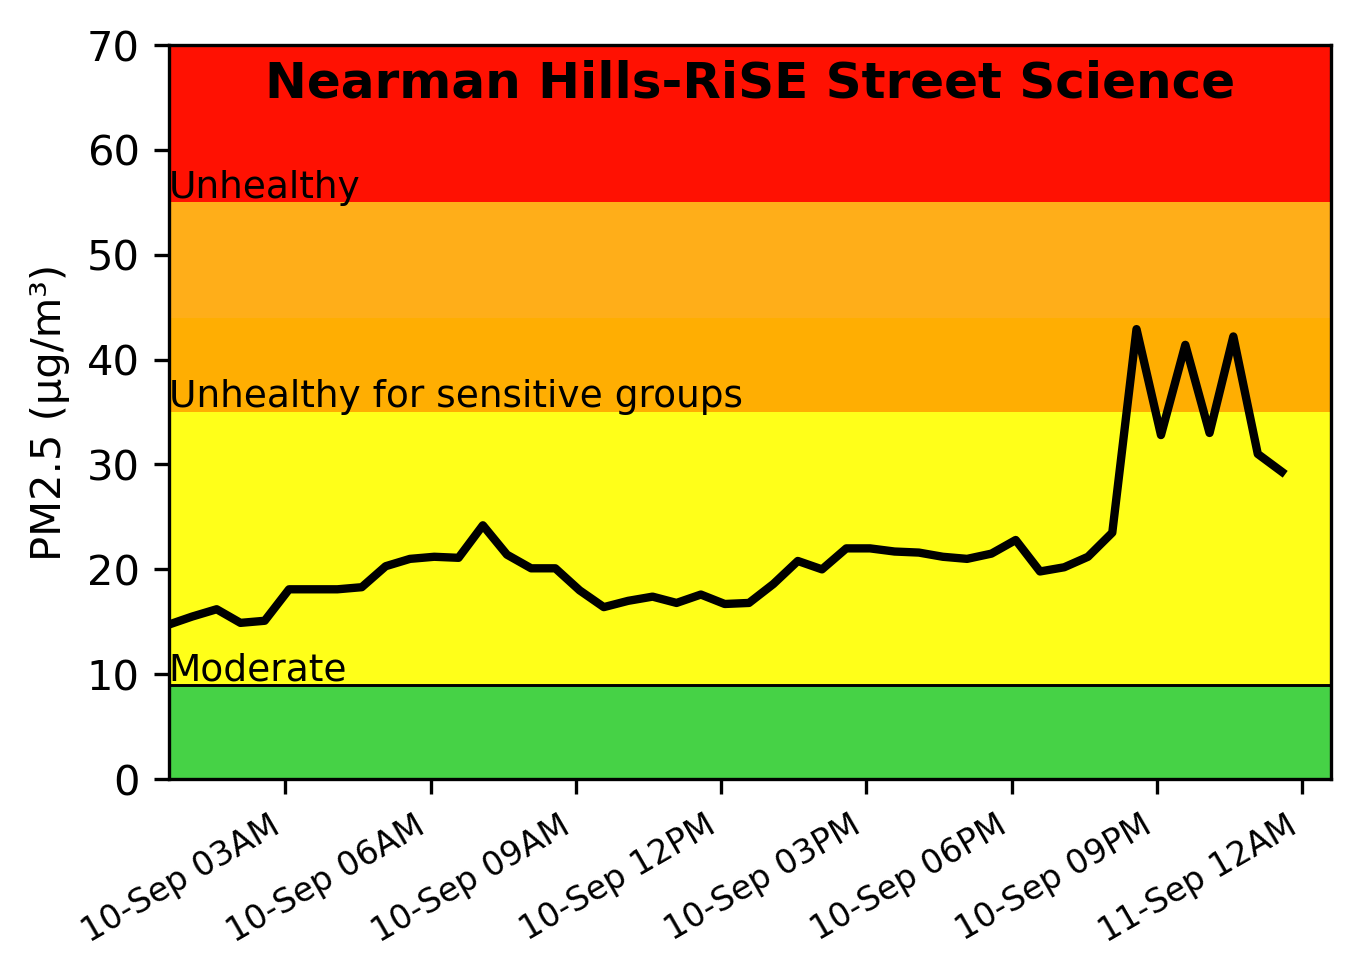 Nearman Hills-RiSE Street Science
70
60
50
40
30
20
10
0
PM2.5 (µg/m³)
Unhealthy
Unhealthy for sensitive groups
Moderate
10-Sep 03AM
10-Sep 06AM
10-Sep 09AM
10-Sep 12PM
10-Sep 03PM
10-Sep 06PM
10-Sep 09PM
11-Sep 12AM